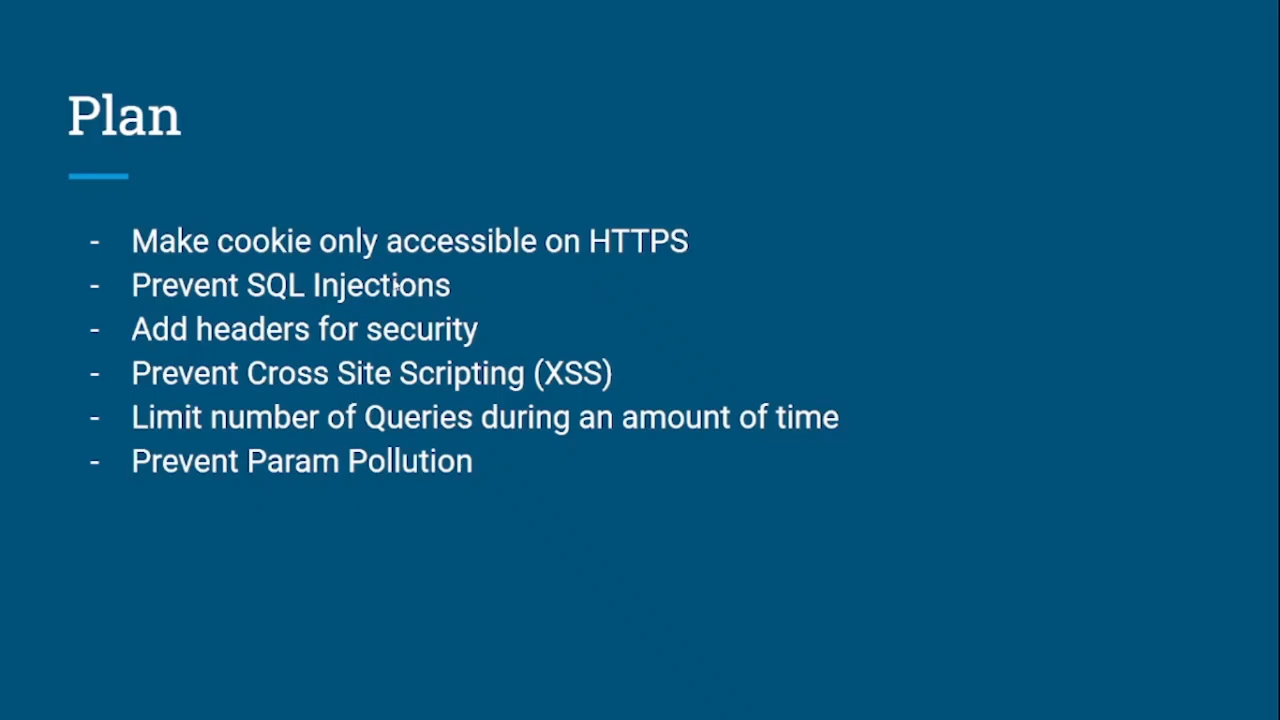 Plan
- Make cookie only accessible on HTTPS
- Prevent SQL Injections
- Add headers for security
- Prevent Cross Site Scripting (XSS)
- Limit number of Queries during an amount of time
- Prevent Param Pollution